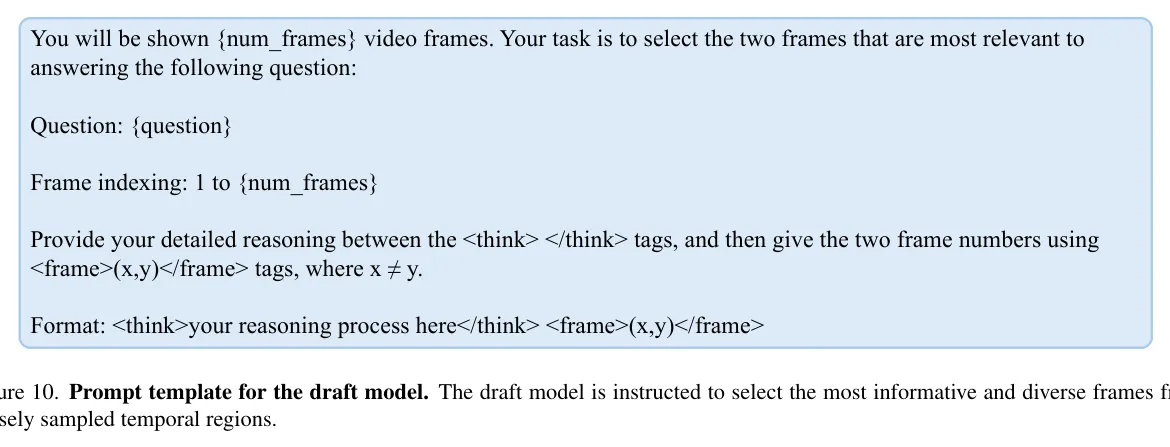 You will be shown {num_frames} video frames. Your task is to select the two frames that are most relevant to
answering the following question:
Question: {question}
Frame indexing: 1 to {num_frames}
Provide your detailed reasoning between the <think> </think> tags, and then give the two frame numbers using
<frame>(x,y)</frame> tags, where x ≠ y.
Format: <think>your reasoning process here</think> <frame>(x,y)</frame>
10. Prompt template for the draft model. The draft model is instructed to select the most informative and diverse frames
sampled temporal regions.